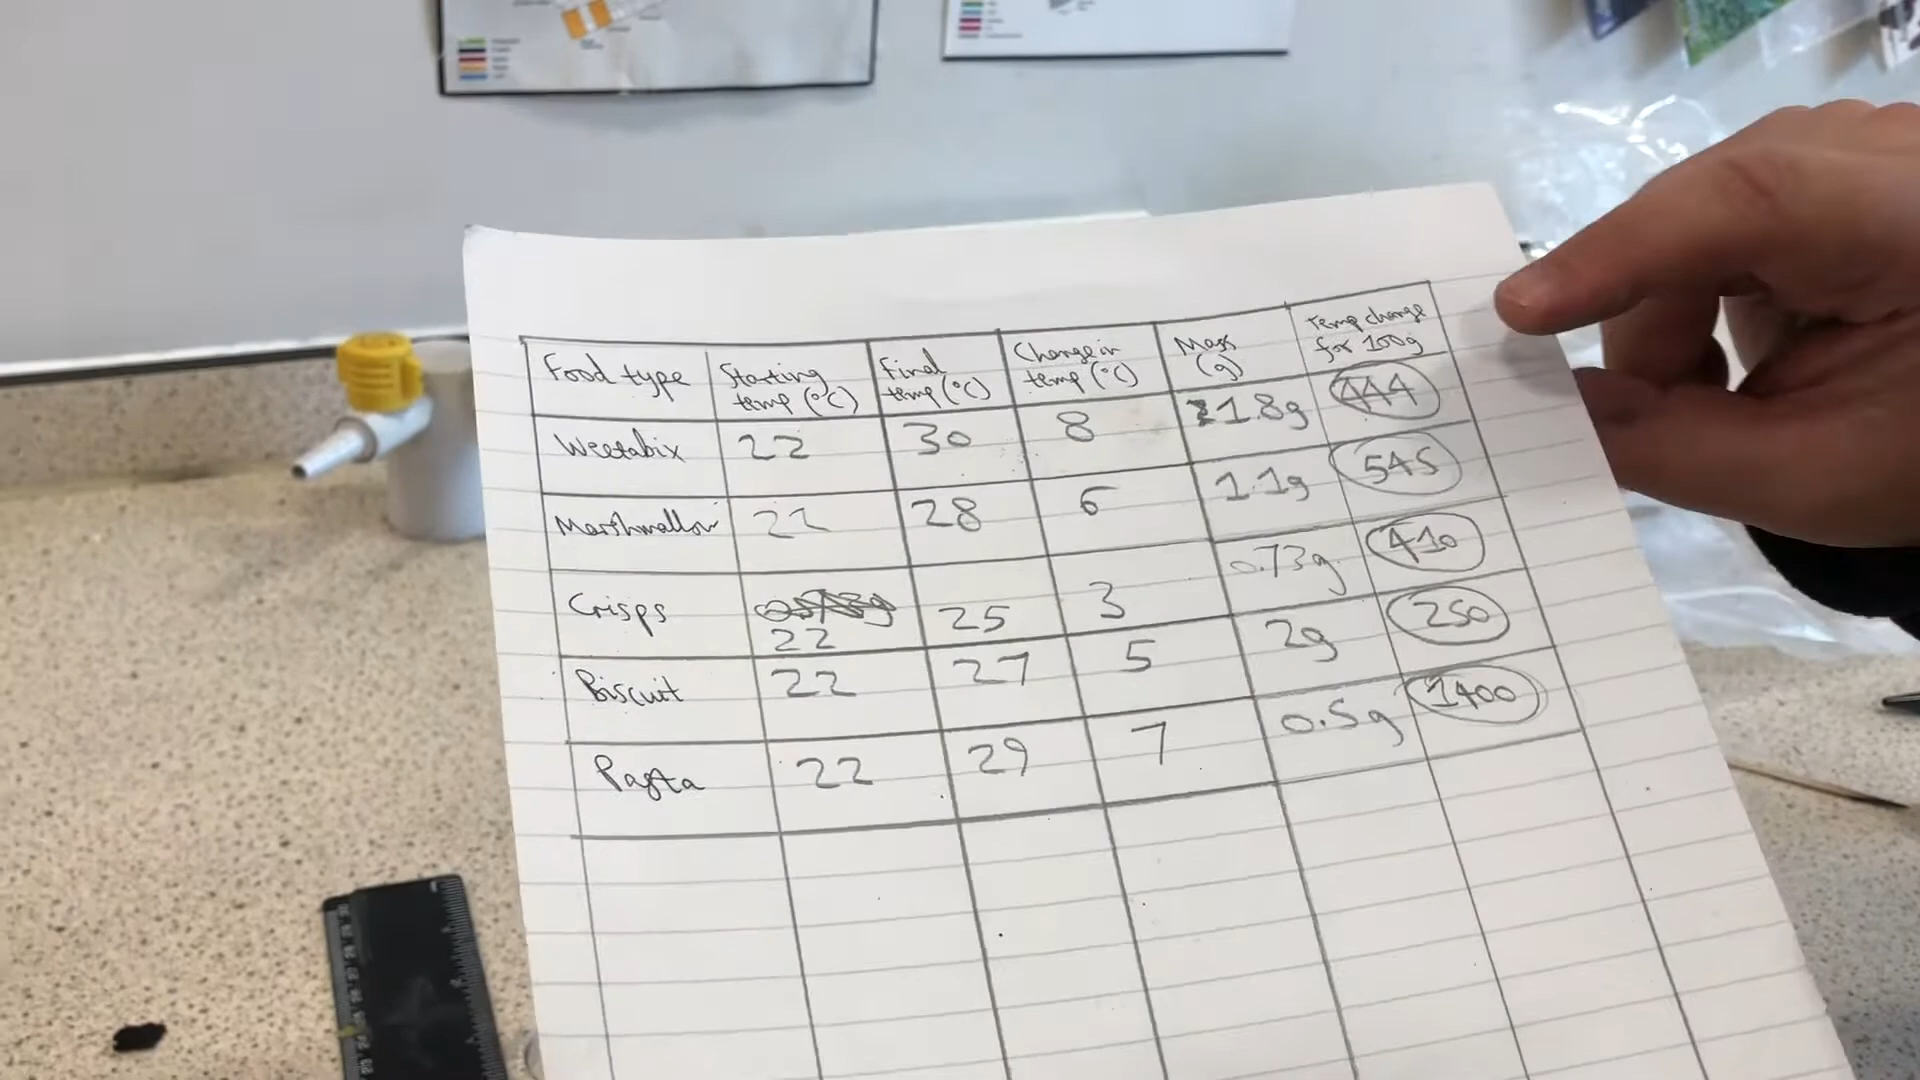 Food type Starting temp (°C) Final temp (°C) Change in temp (°C) Mass (g) Temp change for 100g
Weetabix 22 30 8 1.8g 444
Marshmallow 22 28 6 1.1g 545
Crisps 22 25 3 0.73g 410
Biscuit 22 27 5 2g 250
Pasta 22 29 7 0.5g 1400